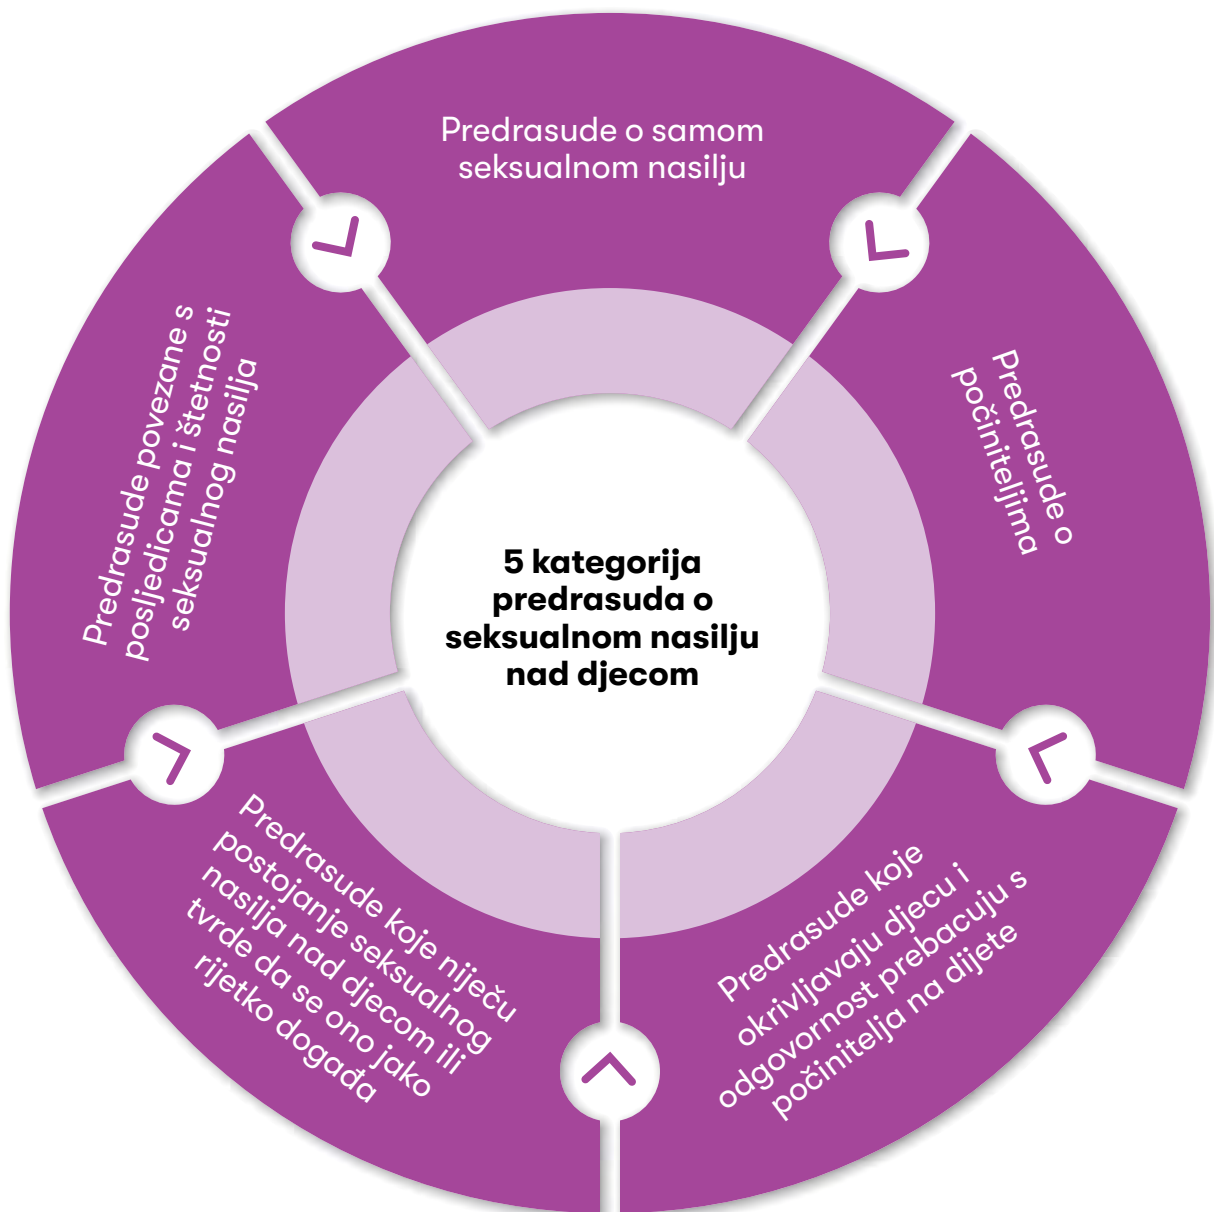 Predrasude o samom
seksualnom nasilju
Predrasude o
počiniteljima
Predrasude koje
okrivljavaju djecu i
odgovornost prebacuju s
počinitelja na dijete
Predrasude koje niječu
postojanje seksualnog
nasilja nad djecom ili
tvrde da se ono jako
rijetko događa
Predrasude povezane s
posljedicama i štetnosti
seksualnog nasilja
5 kategorija
predrasuda o
seksualnom nasilju
nad djecom